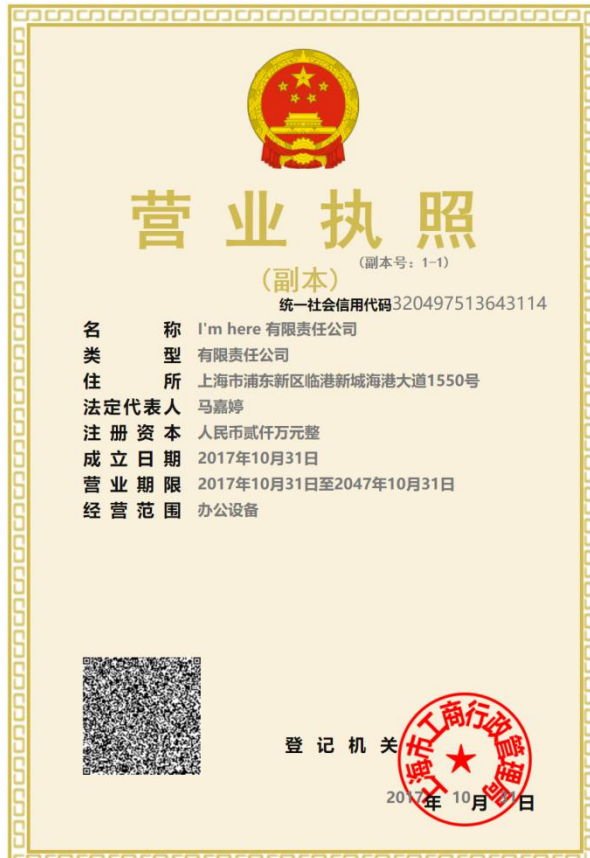 营业执照
（副本号：1-1）
（副本）
统一社会信用代码320497513643114
名称 I'm here 有限责任公司
类型 有限责任公司
住所 上海市浦东新区临港新城海港大道1550号
法定代表人 马嘉婷
注册资本 人民币贰仟万元整
成立日期 2017年10月31日
营业期限 2017年10月31日至2047年10月31日
经营范围 办公设备
登记机关
上海市工商行政管理局
2017年10月31日